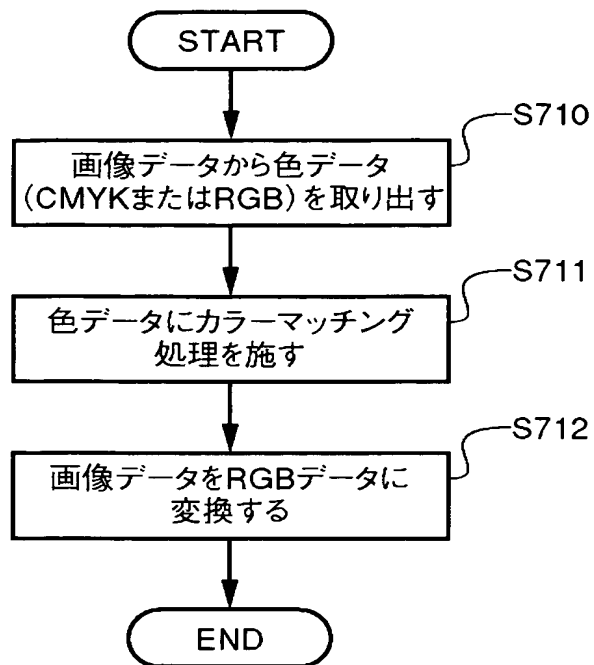 START
S710
画像データから色データ
（CMYKまたはRGB）を取り出す
S711
色データにカラーマッチング
処理を施す
S712
画像データをRGBデータに
変換する
END